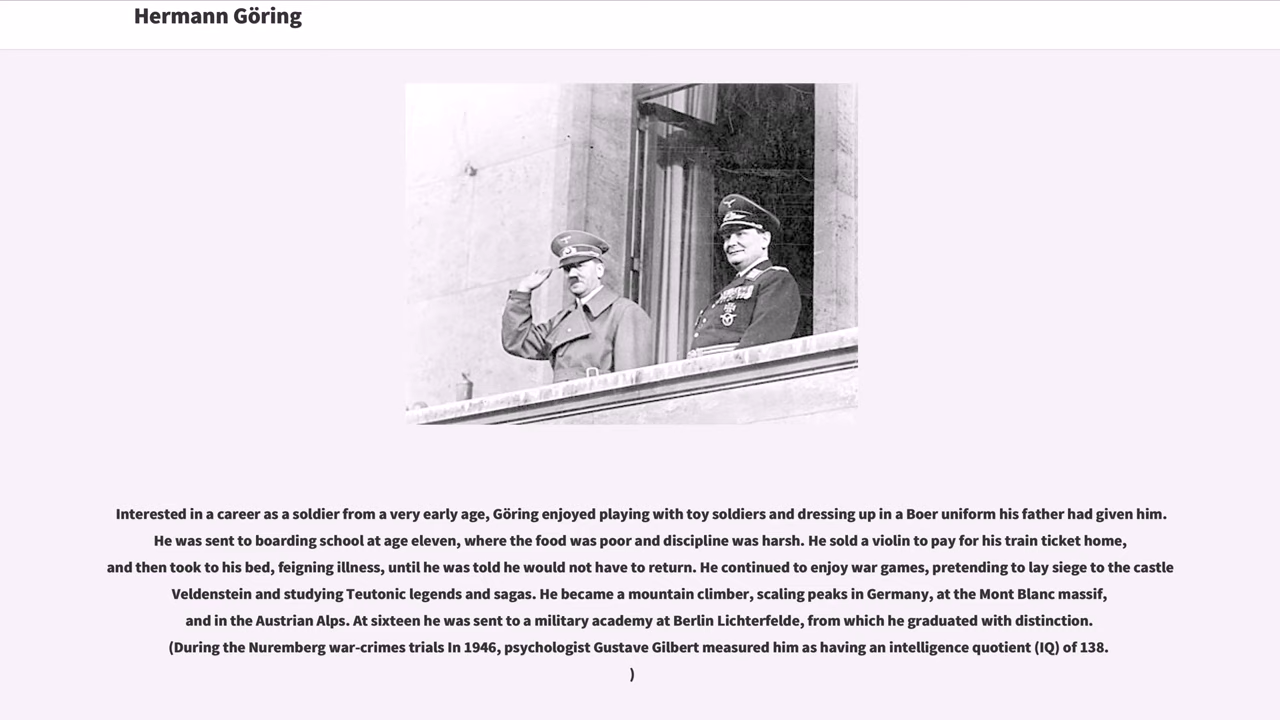 Hermann Göring
Interested in a career as a soldier from a very early age, Göring enjoyed playing with toy soldiers and dressing up in a Boer uniform his father had given him.
He was sent to boarding school at age eleven, where the food was poor and discipline was harsh. He sold a violin to pay for his train ticket home,
and then took to his bed, feigning illness, until he was told he would not have to return. He continued to enjoy war games, pretending to lay siege to the castle
Veldenstein and studying Teutonic legends and sagas. He became a mountain climber, scaling peaks in Germany, at the Mont Blanc massif,
and in the Austrian Alps. At sixteen he was sent to a military academy at Berlin Lichterfelde, from which he graduated with distinction.
(During the Nuremberg war-crimes trials In 1946, psychologist Gustave Gilbert measured him as having an intelligence quotient (IQ) of 138.
)